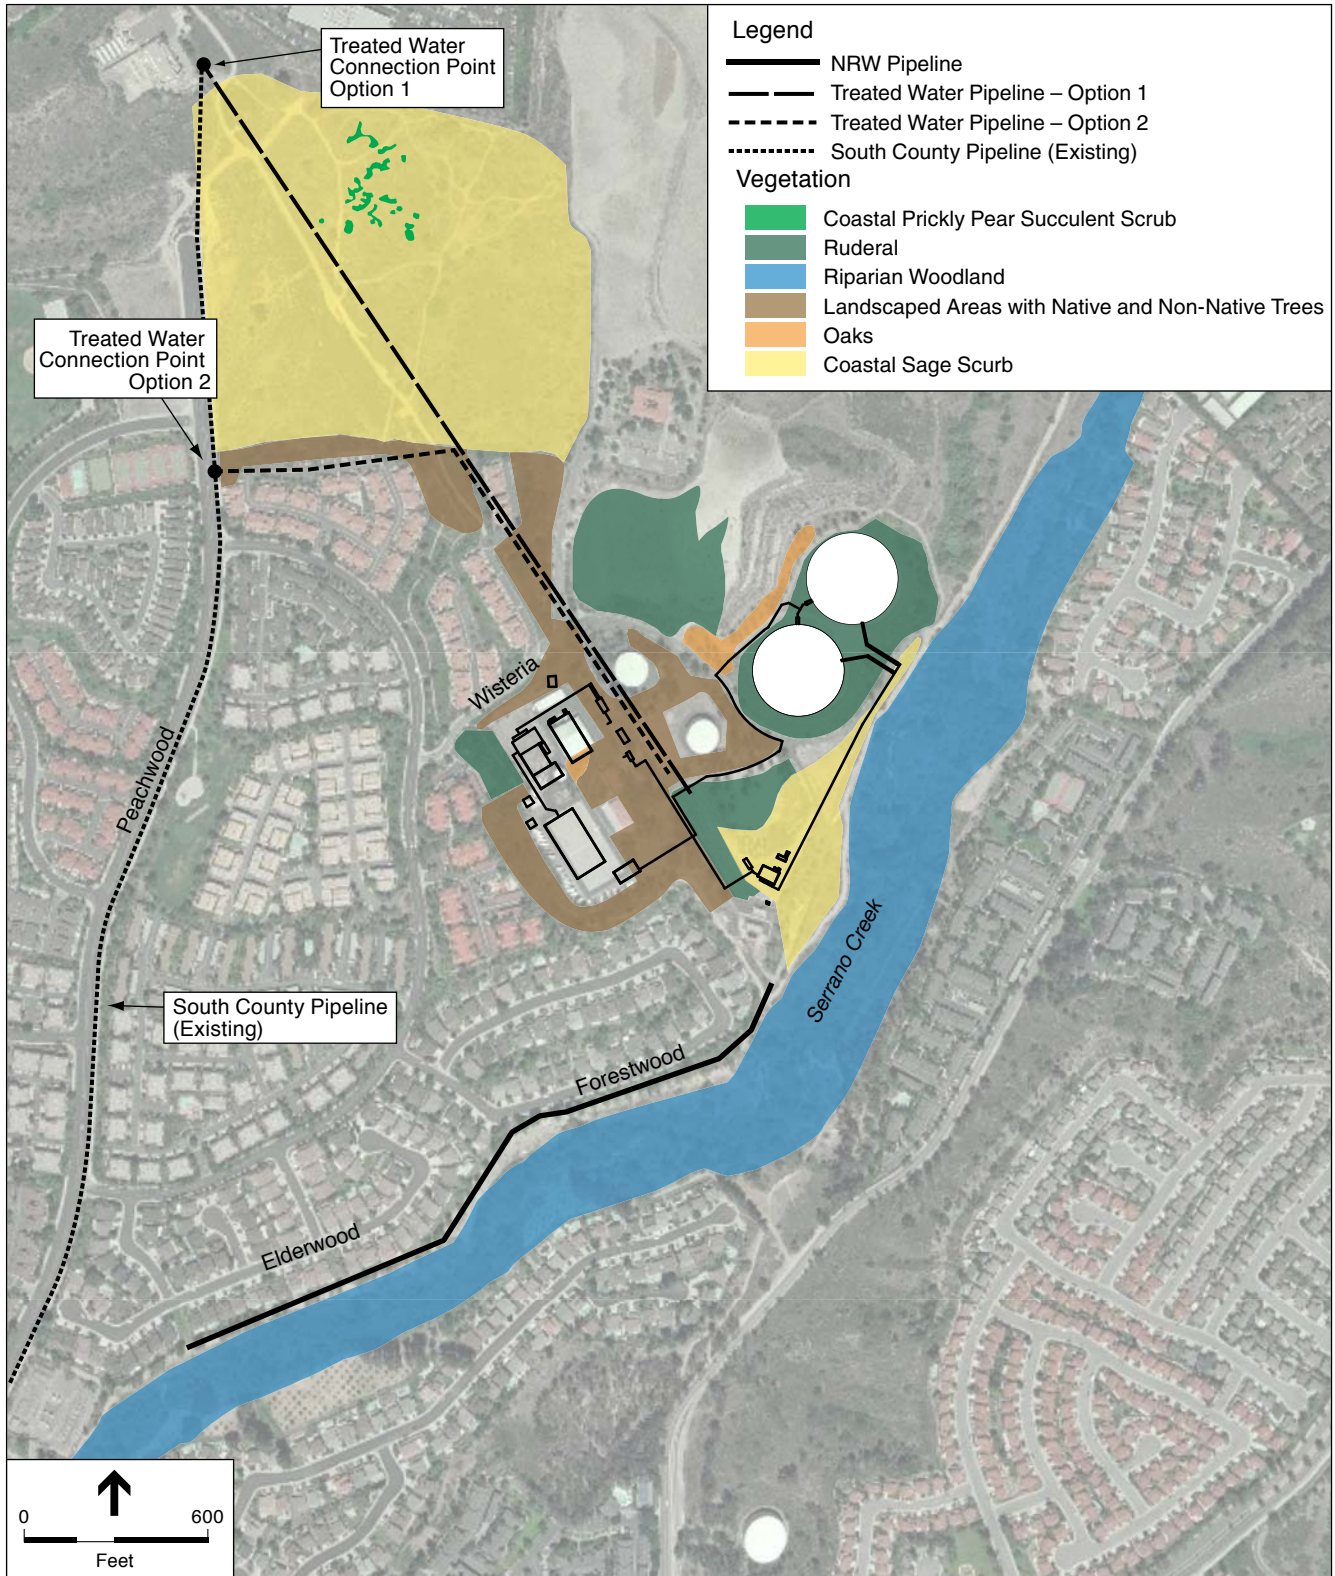 Treated Water
Connection Point
Option 1
Legend
NRW Pipeline
Treated Water Pipeline – Option 1
Treated Water Pipeline – Option 2
South County Pipeline (Existing)
Vegetation
Coastal Prickly Pear Succulent Scrub
Ruderal
Riparian Woodland
Landscaped Areas with Native and Non-Native Trees
Oaks
Coastal Sage Scurb
Treated Water
Connection Point
Option 2
Wisteria
Peachwood
Serrano Creek
South County Pipeline
(Existing)
Forestwood
Elderwood
0 600
Feet